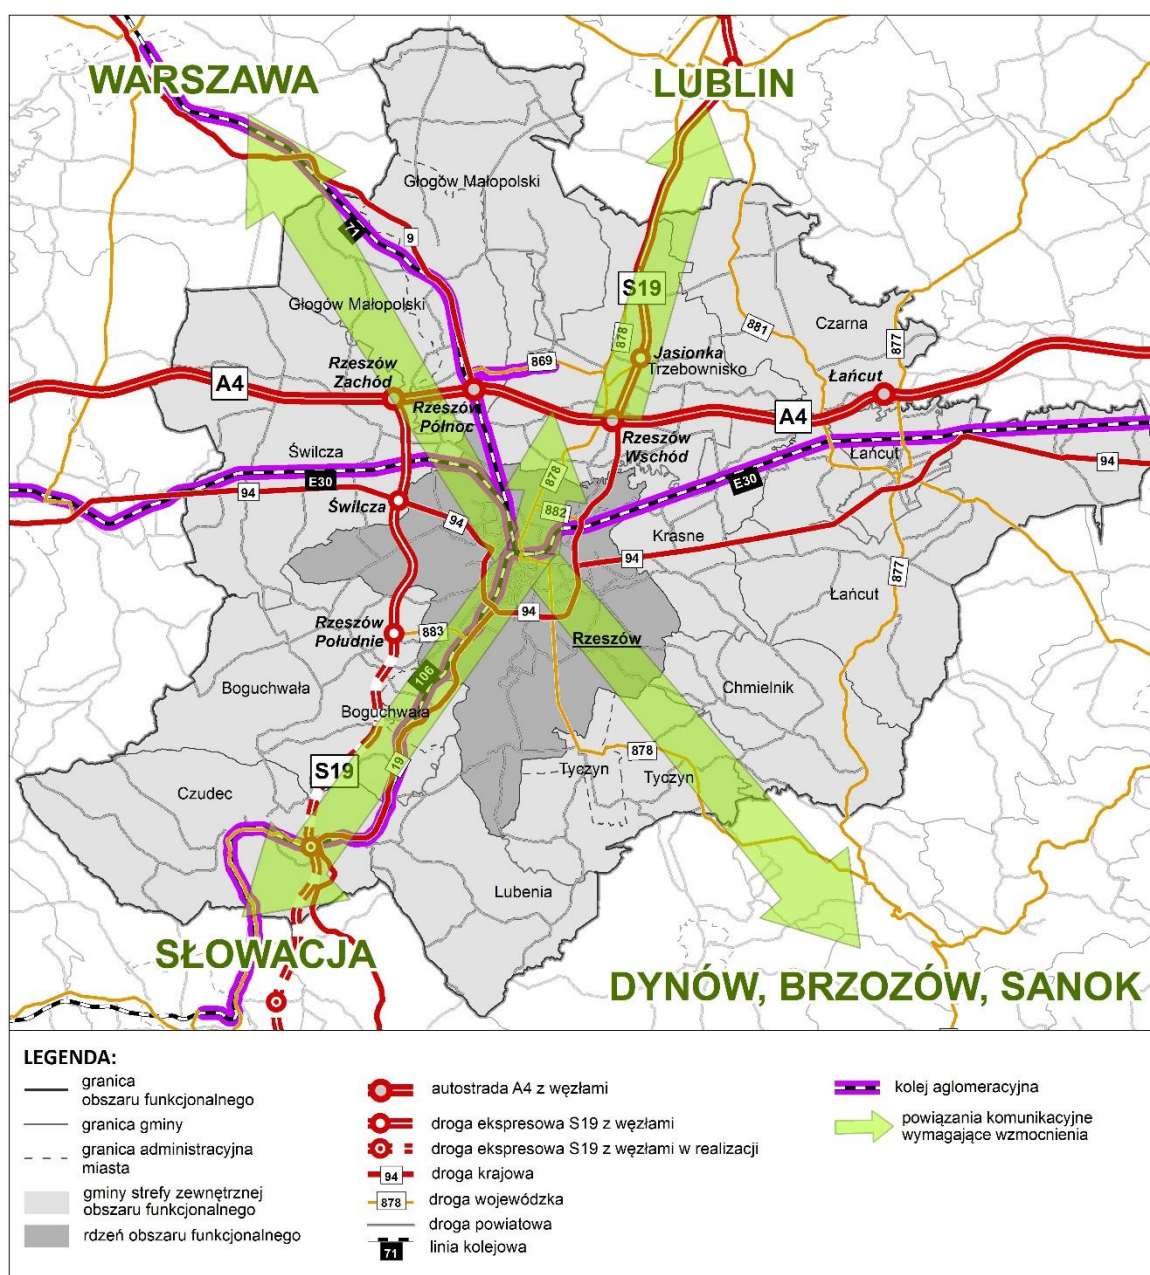 WARSZAWA
LUBLIN
Głogów Małopolski
71
9
S19
Głogów Małopolski
878
881
Czarna
877
869
Jasionka
Trzebownisko
Rzeszów
Zachód
A4
Łańcut
Rzeszów
Północ
A4
Rzeszów
Wschód
Świlcza
E30
94
878
Łańcut
94
E30
Świlcza
94
882
Krasne
94
877
Łańcut
94
Rzeszów
Południe
883
Rzeszów
106
Boguchwała
Chmielnik
Boguchwała
878
19
S19
Tyczyn
Tyczyn
Czudec
Lubenia
SŁOWACJA
DYNÓW, BRZOZÓW, SANOK
LEGENDA:
granica
obszaru funkcjonalnego
granica gminy
granica administracyjna
miasta
gminy strefy zewnętrznej
obszaru funkcjonalnego
rdzeń obszaru funkcjonalnego
autostrada A4 z węzłami
droga ekspresowa S19 z węzłami
droga ekspresowa S19 z węzłami w realizacji
94 droga krajowa
878 droga wojewódzka
droga powiatowa
71 linia kolejowa
kolej aglomeracyjna
powiązania komunikacyjne
wymagające wzmocnienia